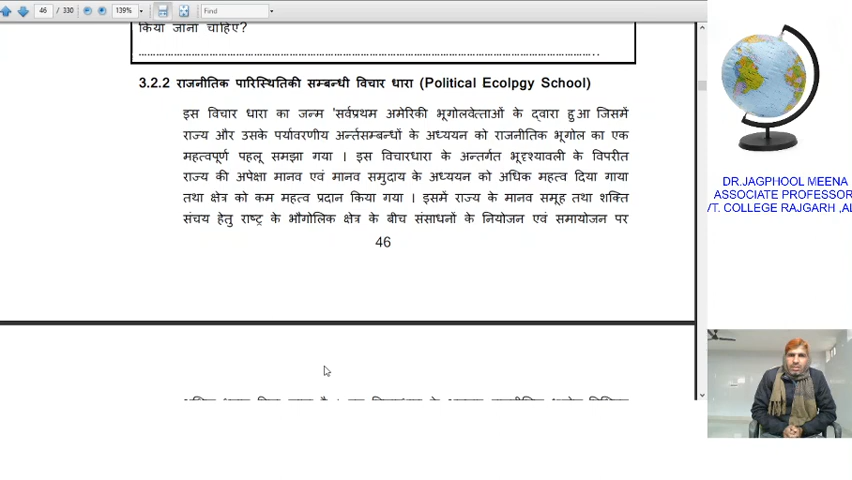 46 / 330 139% Find
किया जाना चाहिए?
3.2.2 राजनीतिक पारिस्थितिकी सम्बन्धी विचार धारा (Political Ecolpgy School)
इस विचार धारा का जन्म 'सर्वप्रथम अमेरिकी भूगोलवेत्ताओं के द्वारा हुआ जिसमें
राज्य और उसके पर्यावरणीय अर्न्तसम्बन्धों के अध्ययन को राजनीतिक भूगोल का एक
महत्वपूर्ण पहलू समझा गया । इस विचारधारा के अन्तर्गत भूदृश्यावली के विपरीत
राज्य की अपेक्षा मानव एवं मानव समुदाय के अध्ययन को अधिक महत्व दिया गाया
तथा क्षेत्र को कम महत्व प्रदान किया गया । इसमें राज्य के मानव समूह तथा शक्ति
संचय हेतु राष्ट्र के भौगोलिक क्षेत्र के बीच संसाधनों के नियोजन एवं समायोजन पर
46
DR.JAGPHOOL MEENA
ASSOCIATE PROFESSOR
VT. COLLEGE RAJGARH ,AL